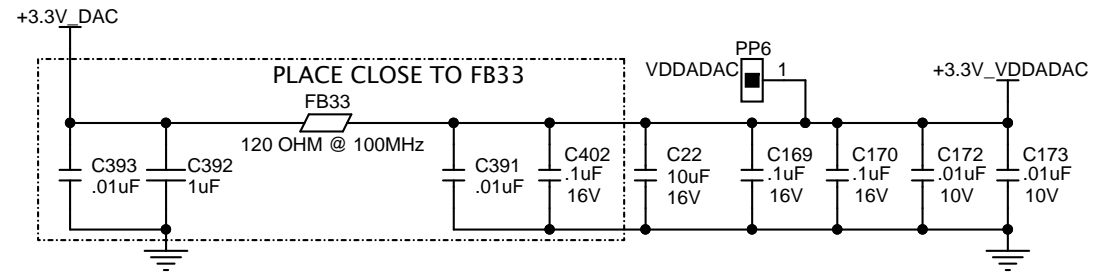 +3.3V_DAC
PLACE CLOSE TO FB33
FB33
120 OHM @ 100MHz
C393
.01uF
C392
1uF
C391
.01uF
C402
.1uF
16V
C22
10uF
16V
PP6
VDDADAC
1
C169
.1uF
16V
C170
.1uF
16V
C172
.01uF
10V
+3.3V_VDDADAC
C173
.01uF
10V